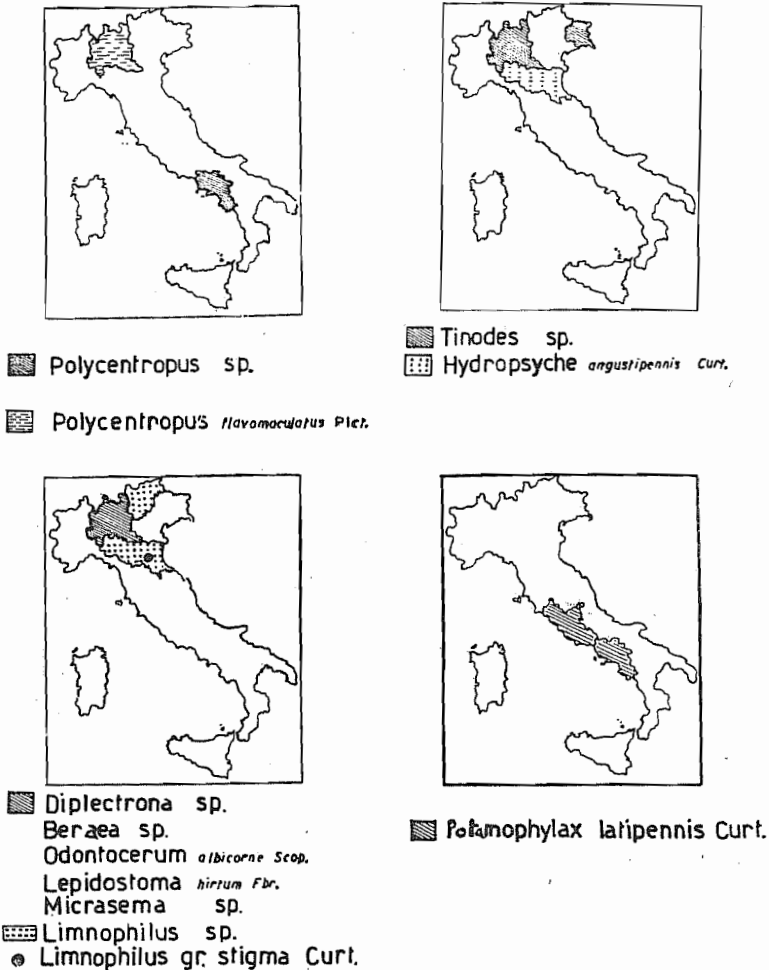 Polycentropus sp.
Polycentropus flavomaculatus Pict.
Tinodes sp.
Hydropsyche angustipennis Curt.
Diplectrona sp.
Beraea sp.
Odontocerum albicorne Scop.
Lepidostoma hirtum Fbr.
Micrasema sp.
Limnophilus sp.
Limnophilus gr. stigma Curt.
Potamophylax latipennis Curt.